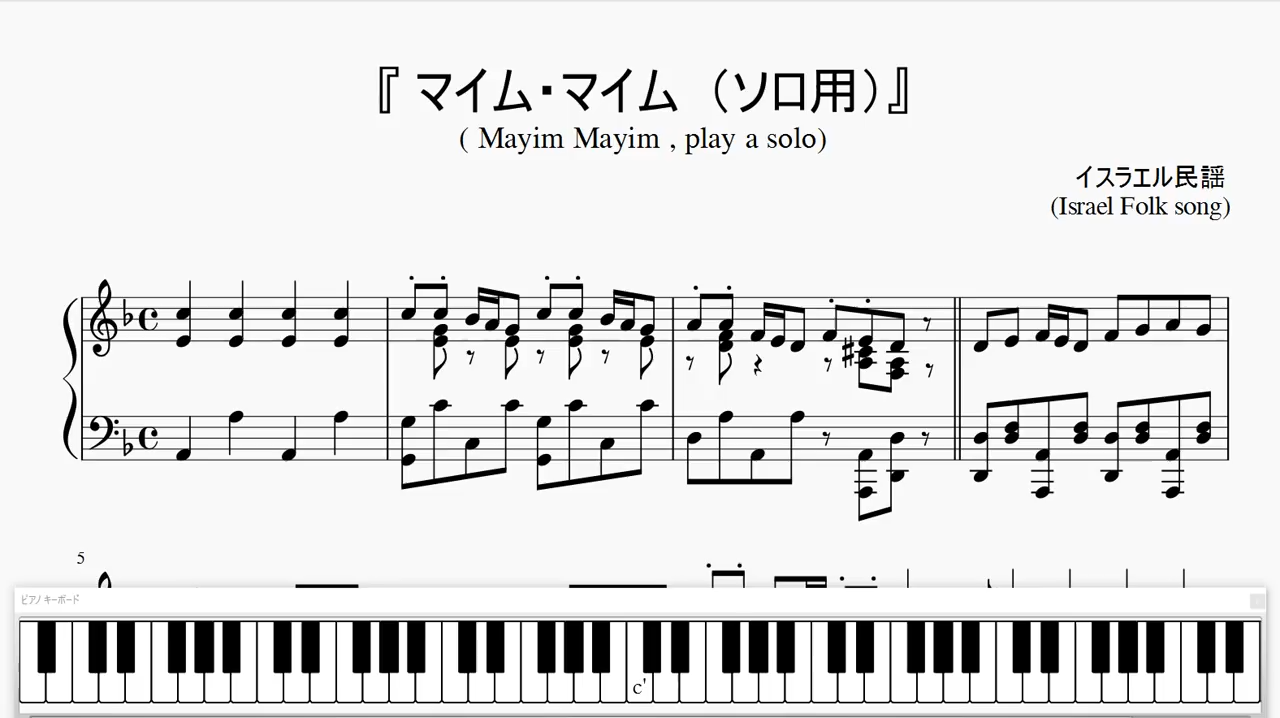 『 マイム・マイム （ソロ用）』
( Mayim Mayim , play a solo)
イスラエル民謡
(Israel Folk song)
5
ピアノ キーボード
c'